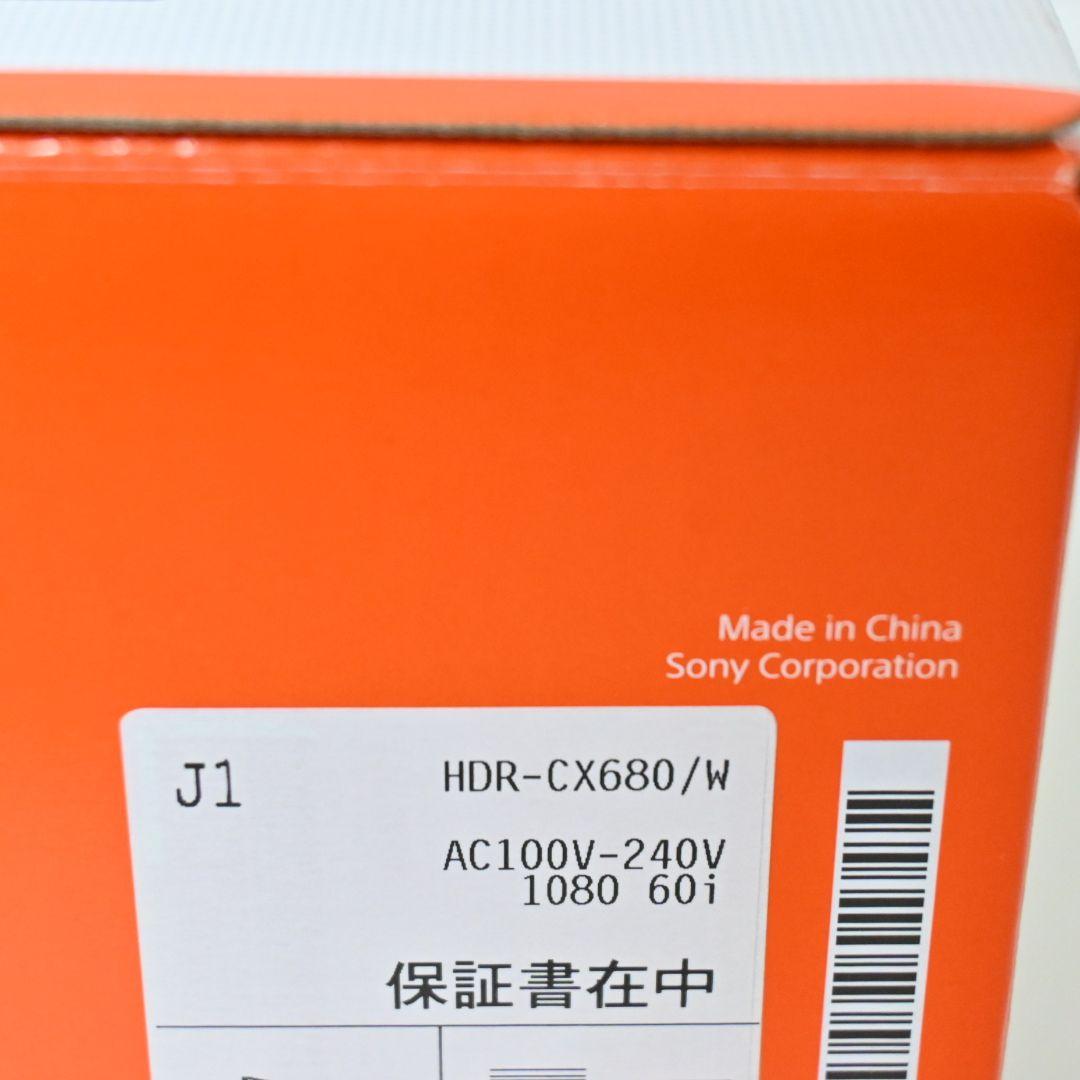 Made in China
Sony Corporation
J1
HDR-CX680/W
AC100V-240V
1080 60i
保証書在中